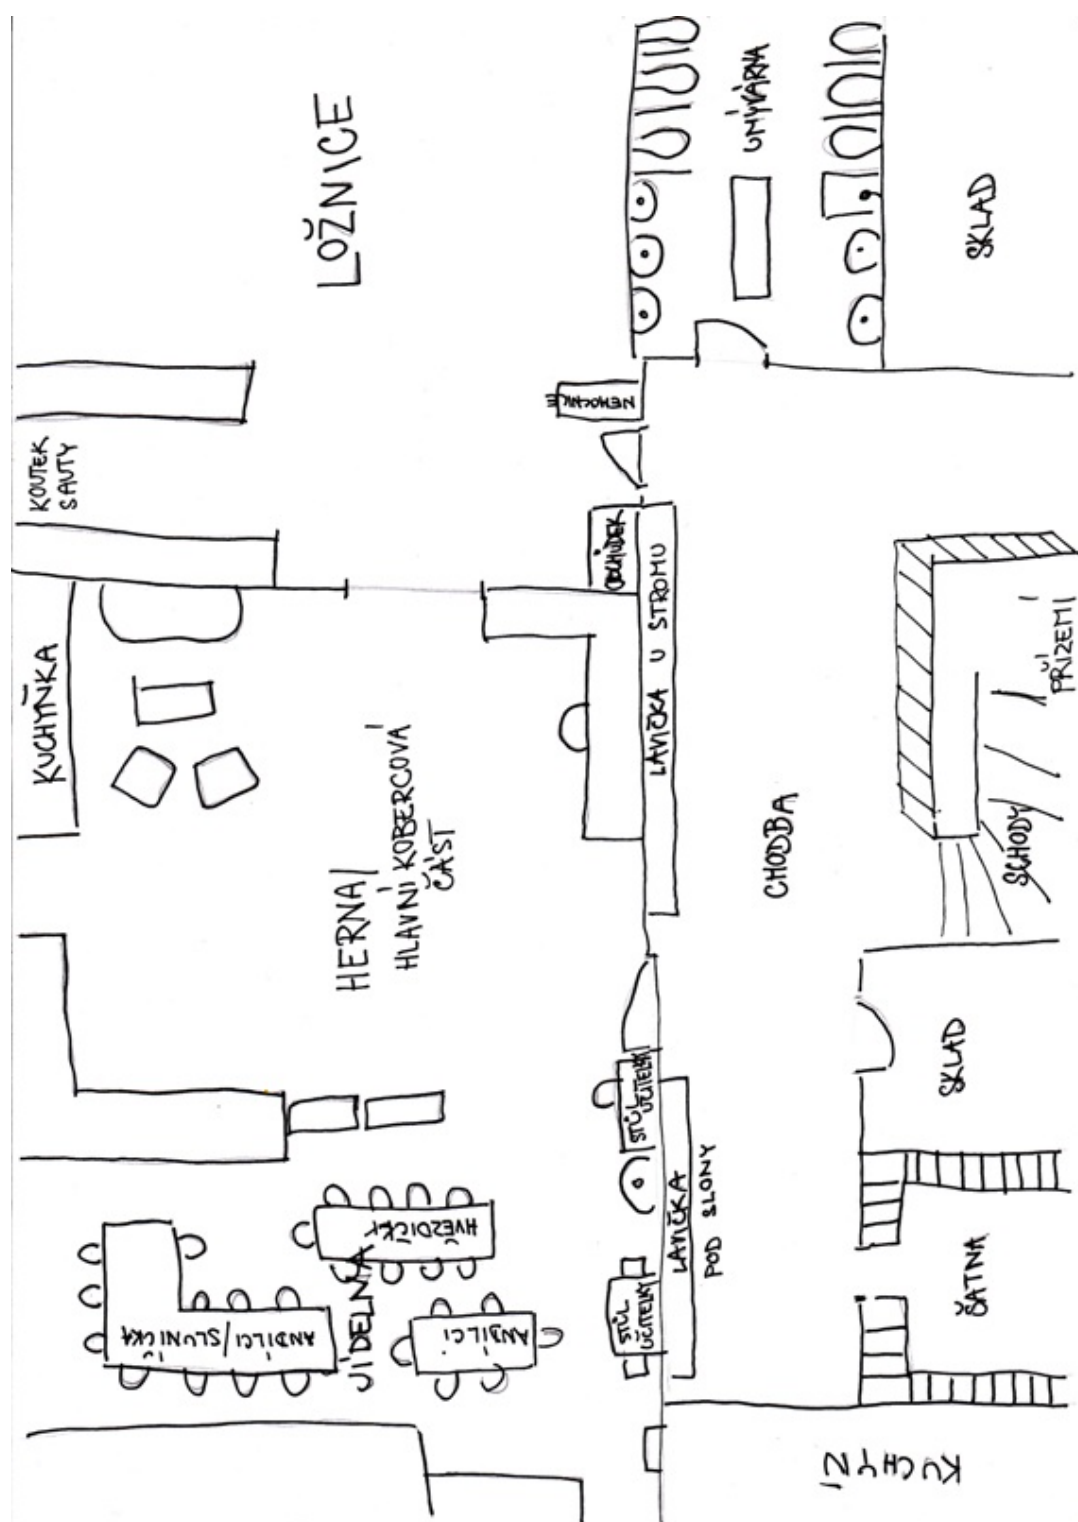 LOŽNICE
UMÝVÁRNA
SKLAD
NEMOCNICE
KOUTEK
SAUTY
OBCHŮDEK
LAVIČKA U STROMU
KUCHYŇKA
HERNA/
HLAVNÍ KOBERCOVÁ
ČÁST
CHODBA
PŘÍZEMÍ
SCHODY
SKLAD
STŮL
UČITELKY
LAVIČKA
POD SLONY
HVĚZDIČKY
JÍDELNA
ANDÍLCI/SLUNÍČKA
ANDÍLCI
STŮL
UČITELKY
ŠATNA
KUCHYŇ